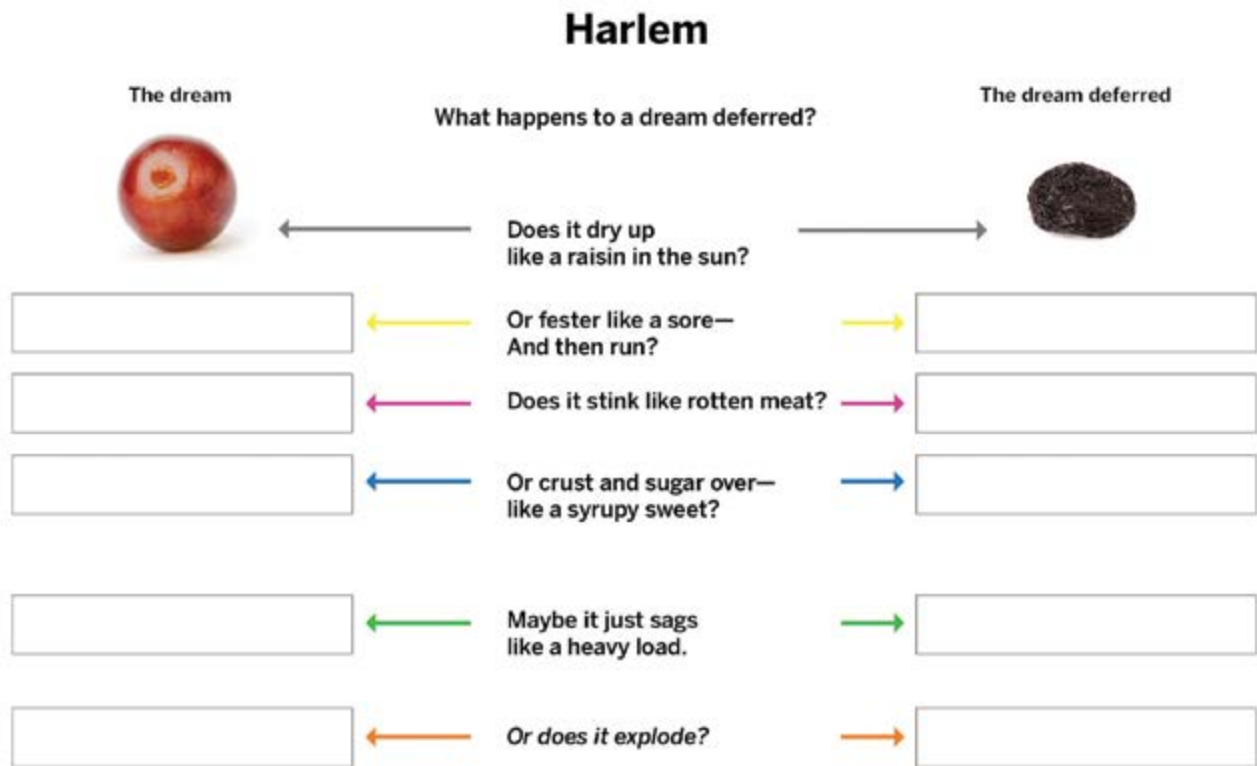 Harlem
The dream
What happens to a dream deferred?
The dream deferred
Does it dry up
like a raisin in the sun?
Or fester like a sore—
And then run?
Does it stink like rotten meat?
Or crust and sugar over—
like a syrupy sweet?
Maybe it just sags
like a heavy load.
Or does it explode?